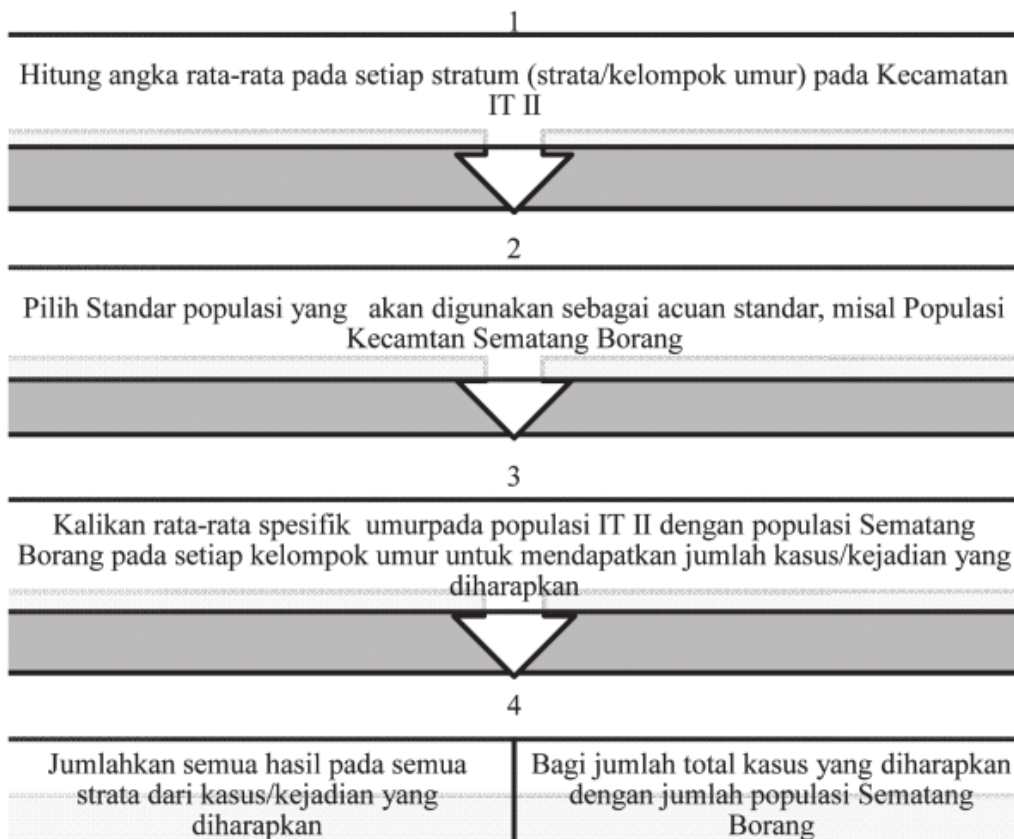 1
Hitung angka rata-rata pada setiap stratum (strata/kelompok umur) pada Kecamatan
IT II
2
Pilih Standar populasi yang akan digunakan sebagai acuan standar, misal Populasi
Kecamtan Sematang Borang
3
Kalikan rata-rata spesifik umurpada populasi IT II dengan populasi Sematang
Borang pada setiap kelompok umur untuk mendapatkan jumlah kasus/kejadian yang
diharapkan
4
Jumlahkan semua hasil pada semua
strata dari kasus/kejadian yang
diharapkan
Bagi jumlah total kasus yang diharapkan
dengan jumlah populasi Sematang
Borang